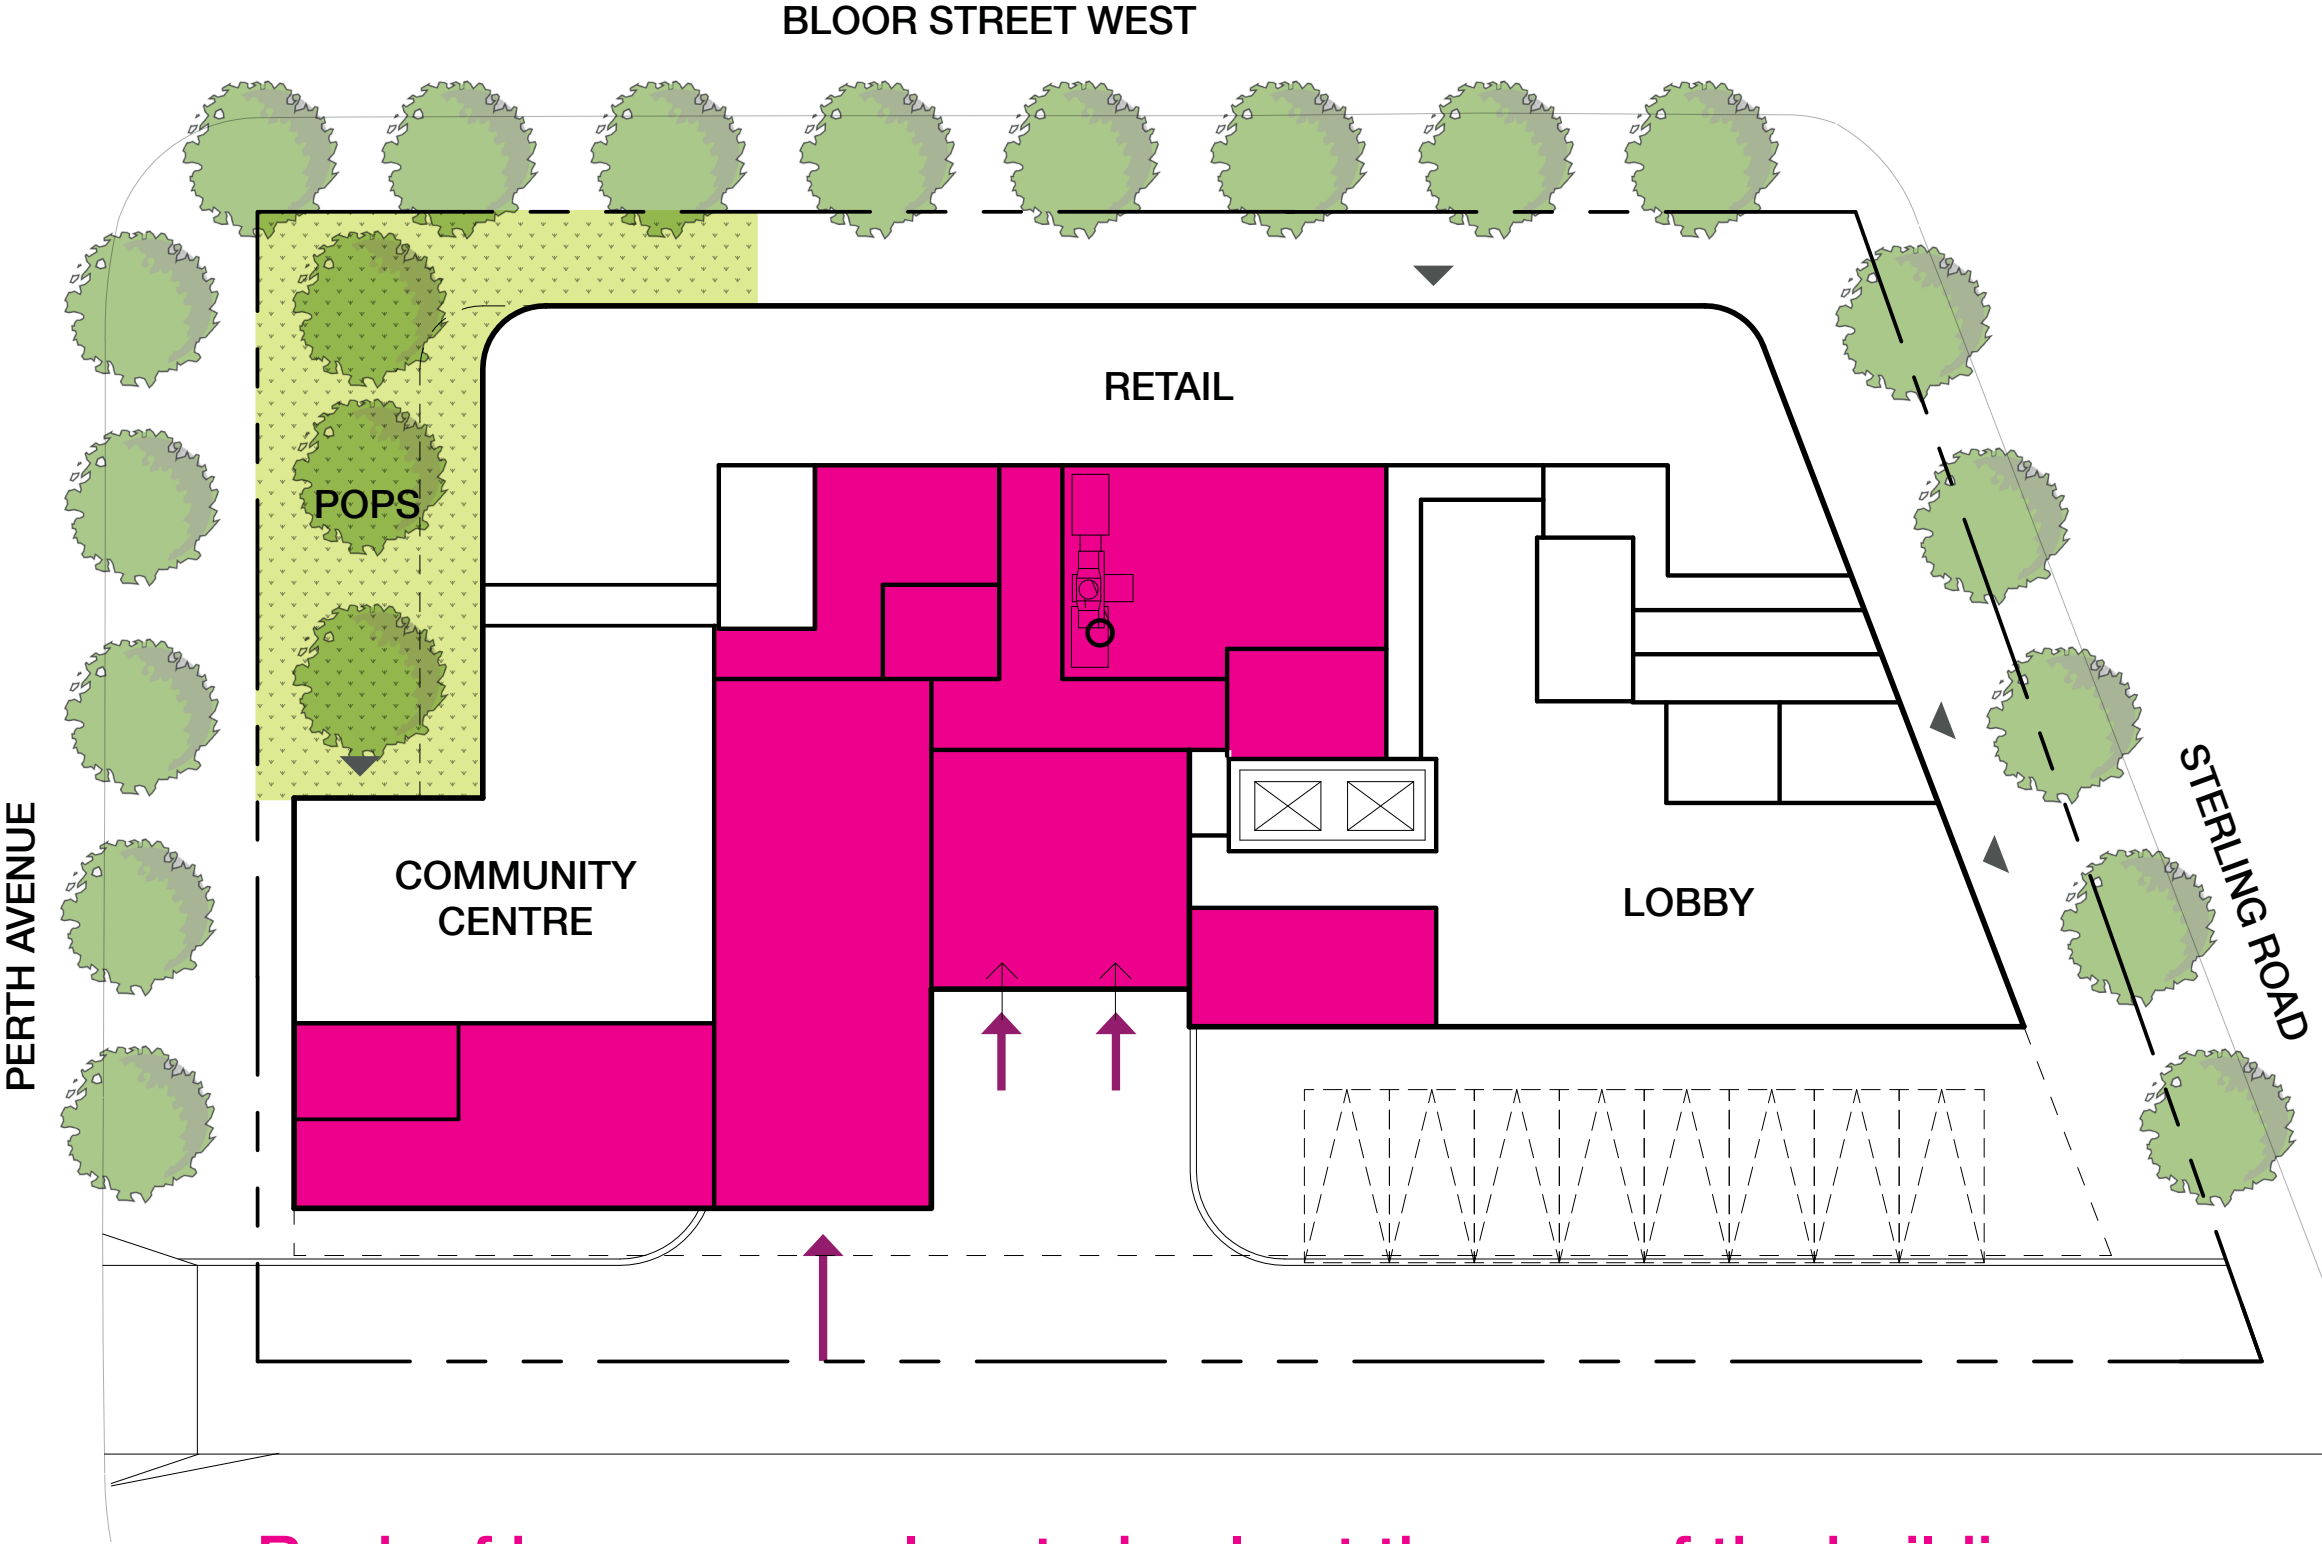 BLOOR STREET WEST
RETAIL
POPS
COMMUNITY
CENTRE
LOBBY
PERTH AVENUE
STERLING ROAD